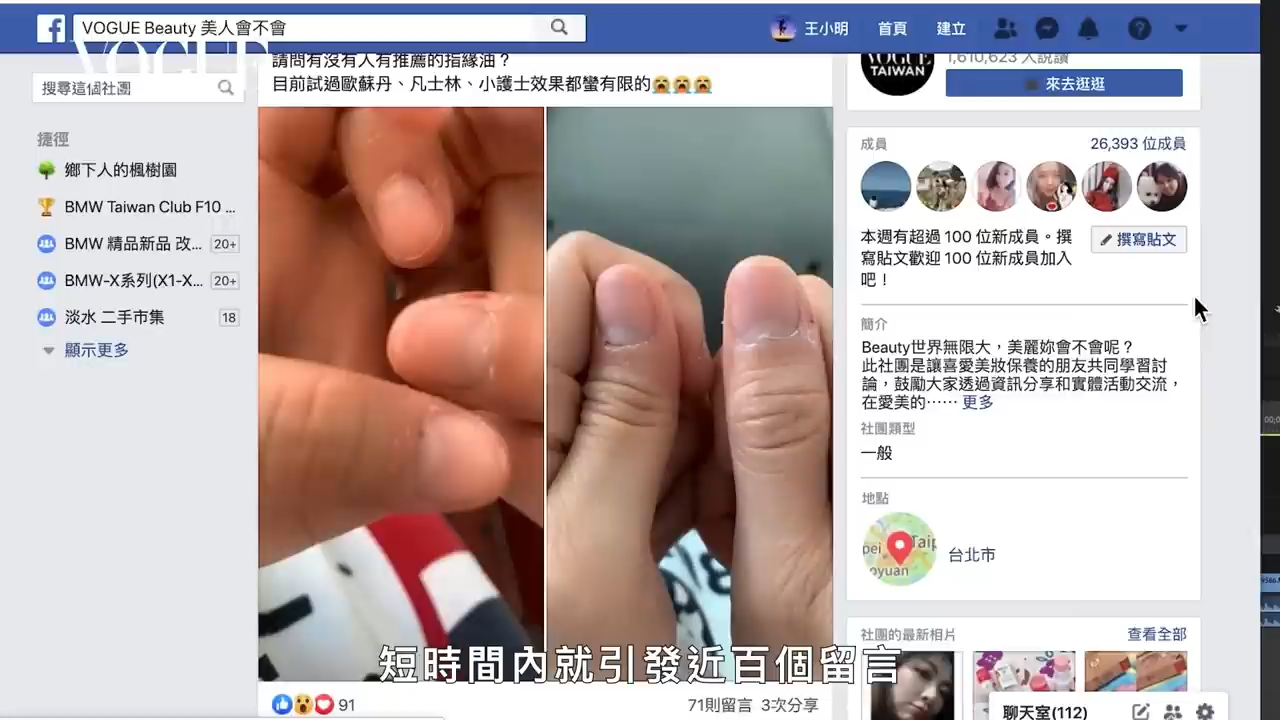 VOGUE Beauty 美人會不會
王小明
首頁
建立
VOGUE
搜尋這個社團
捷徑
鄉下人的楓樹園
BMW Taiwan Club F10 ...
BMW 精品新品 改... 20+
BMW-X系列(X1-X... 20+
淡水 二手市集 18
顯示更多
請問有沒有人有推薦的指緣油？
目前試過歐蘇丹、凡士林、小護士效果都蠻有限的😭😭😭
短時間內就引發近百個留言
91
71則留言 3次分享
VOGUE
TAIWAN
1,610,623 人說讚
來去逛逛
成員
26,393 位成員
本週有超過 100 位新成員。撰
寫貼文歡迎 100 位新成員加入
吧！
撰寫貼文
簡介
Beauty世界無限大，美麗妳會不會呢？
此社團是讓喜愛美妝保養的朋友共同學習討
論，鼓勵大家透過資訊分享和實體活動交流，
在愛美的⋯⋯ 更多
社團類型
一般
地點
pei Taip
oyuan
台北市
社團的最新相片
查看全部
聊天室(112)